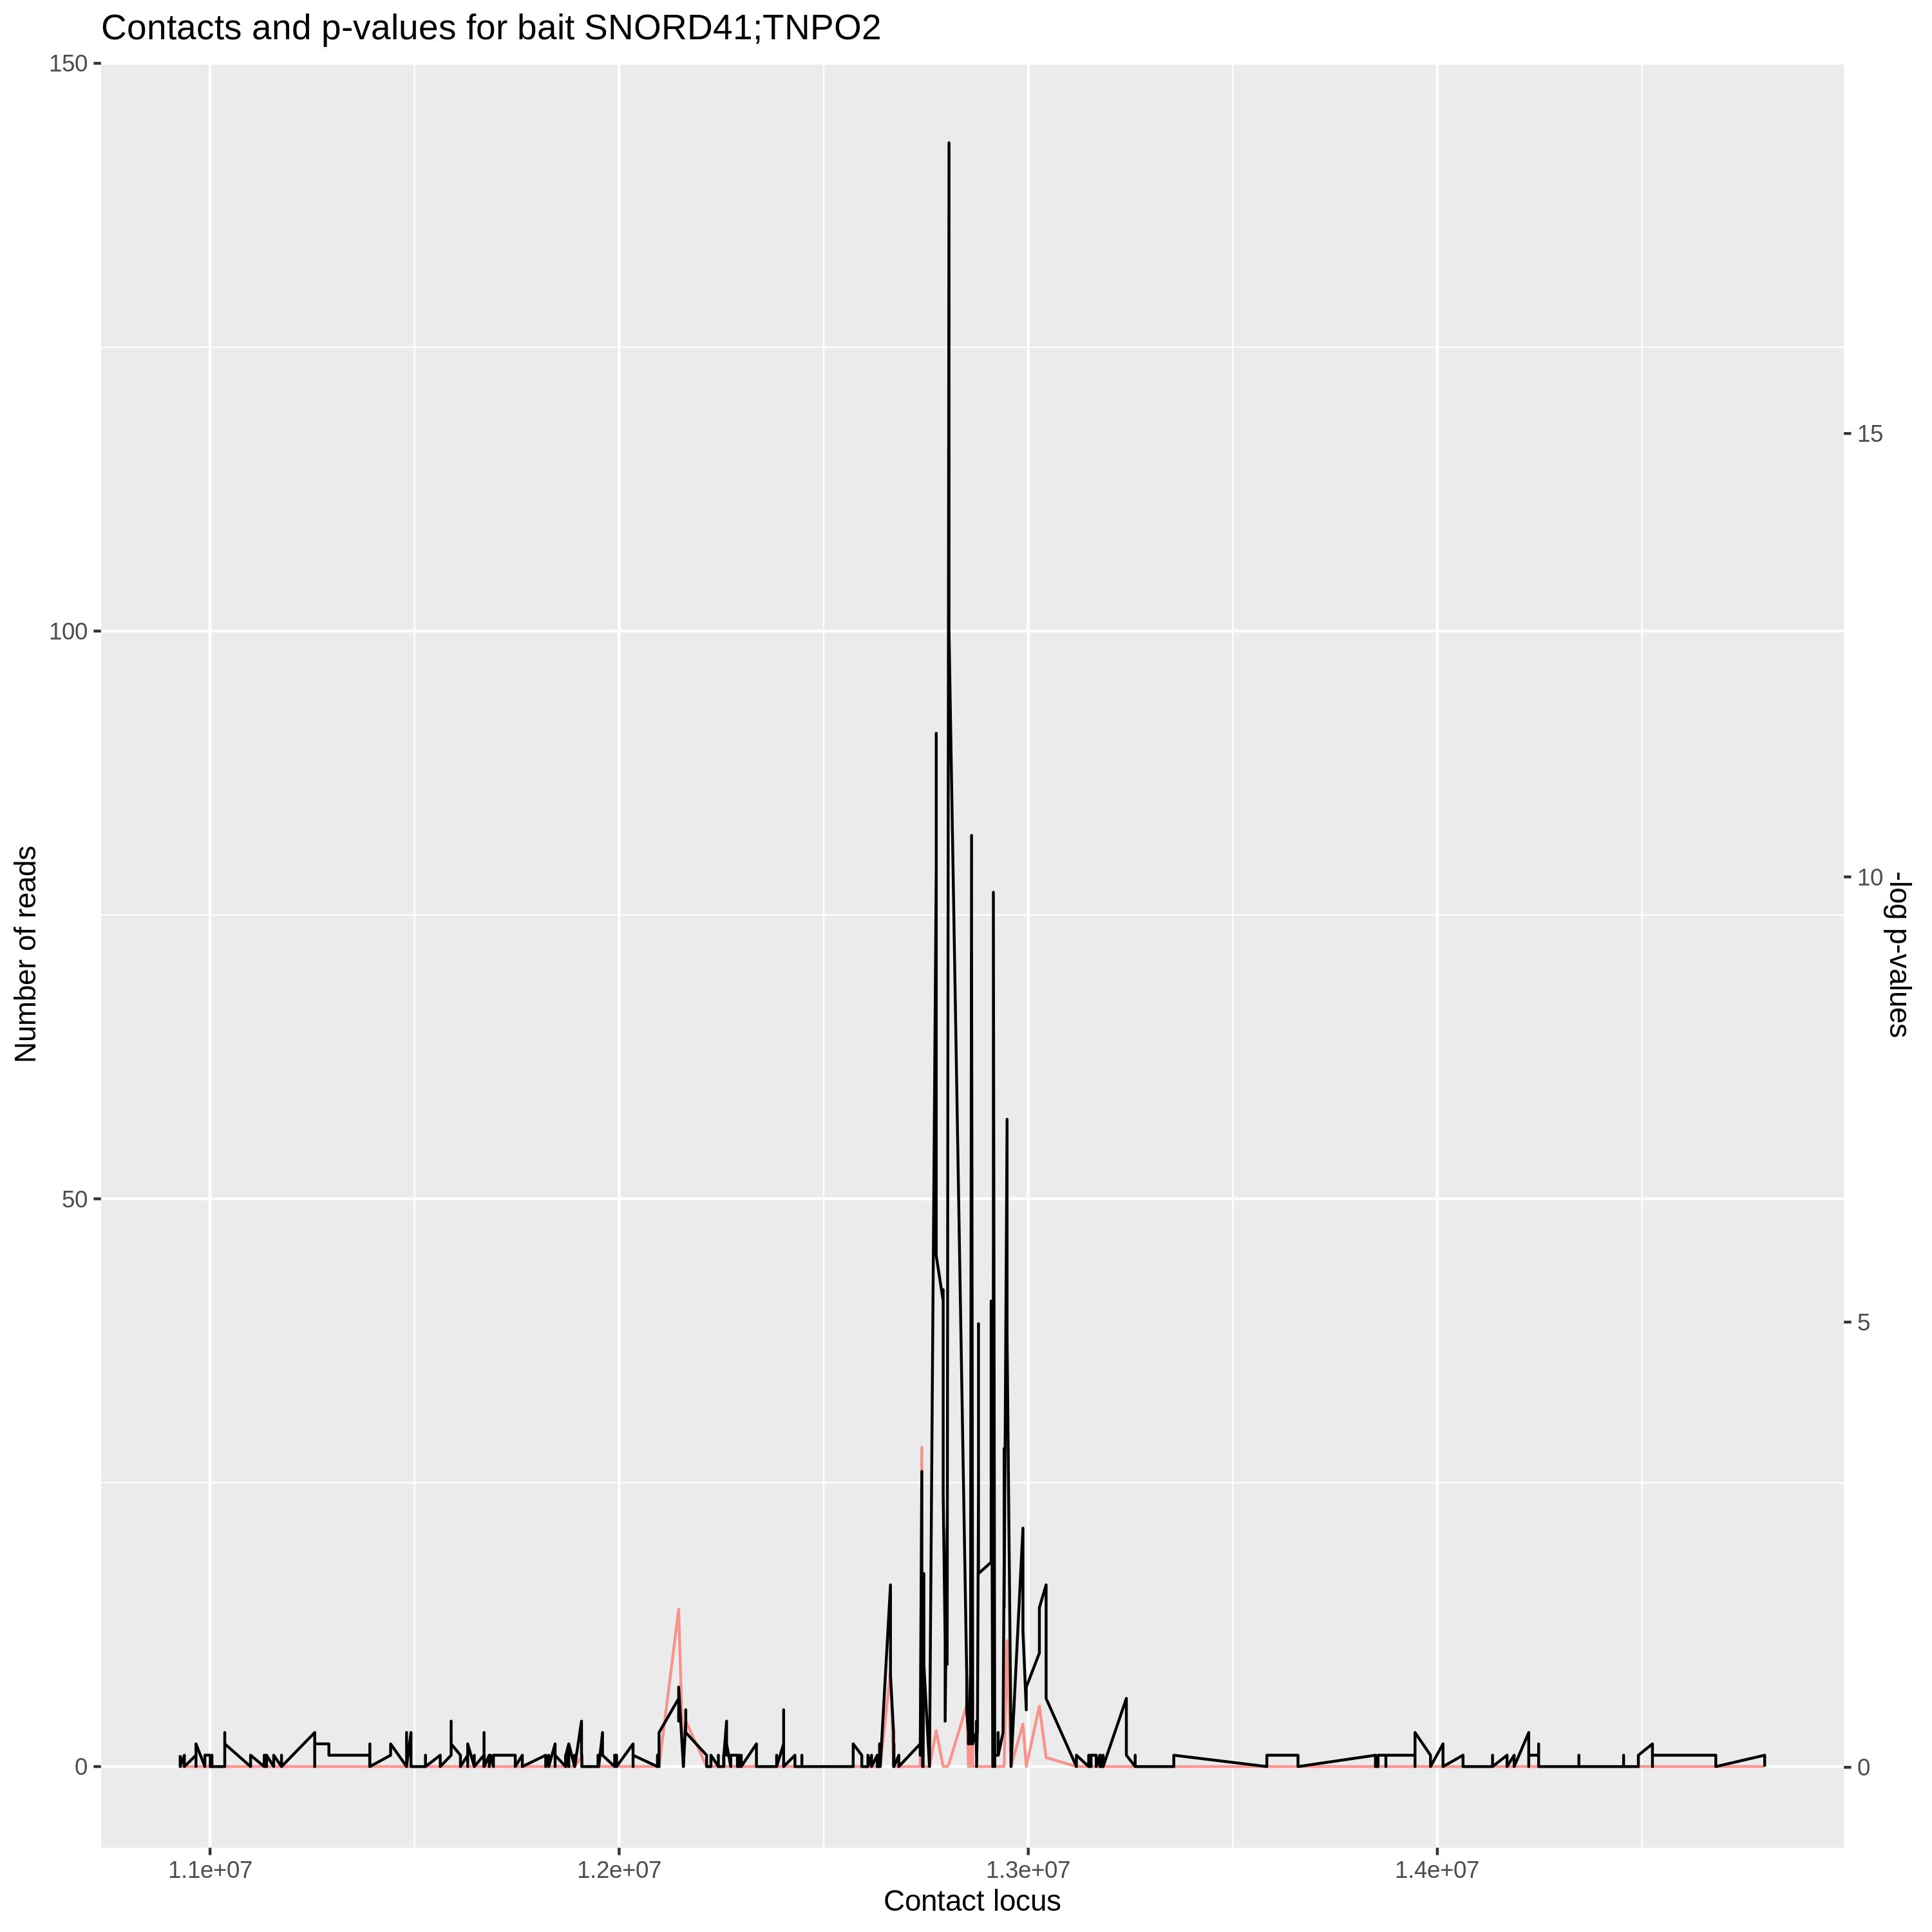 Contacts and p-values for bait SNORD41;TNPO2
150
100
50
0
Number of reads
15
10
5
0
-log p-values
1.1e+07
1.2e+07
1.3e+07
1.4e+07
Contact locus